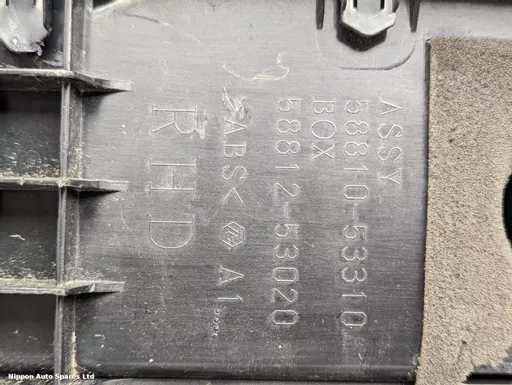 ASSY
58810-53310
BOX
58812-53020
>ABS< A1
RHD
Nippon Auto Spares Ltd